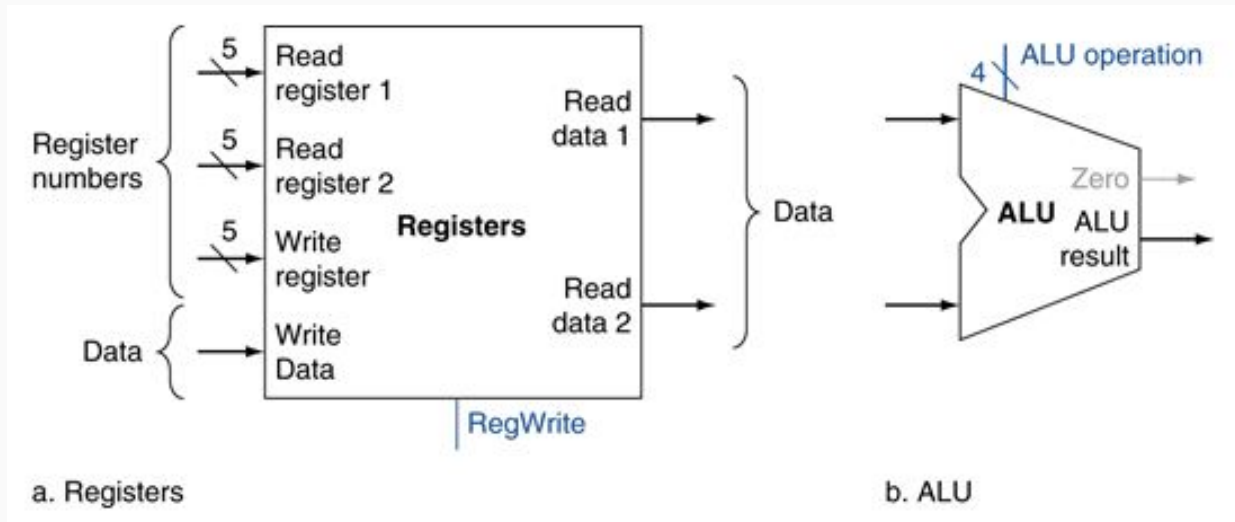 Register
numbers
Data
5
Read
register 1
5
Read
register 2
5
Write
register
Write
Data
Registers
Read
data 1
Read
data 2
RegWrite
Data
4
ALU operation
Zero
ALU
ALU
result
a. Registers
b. ALU